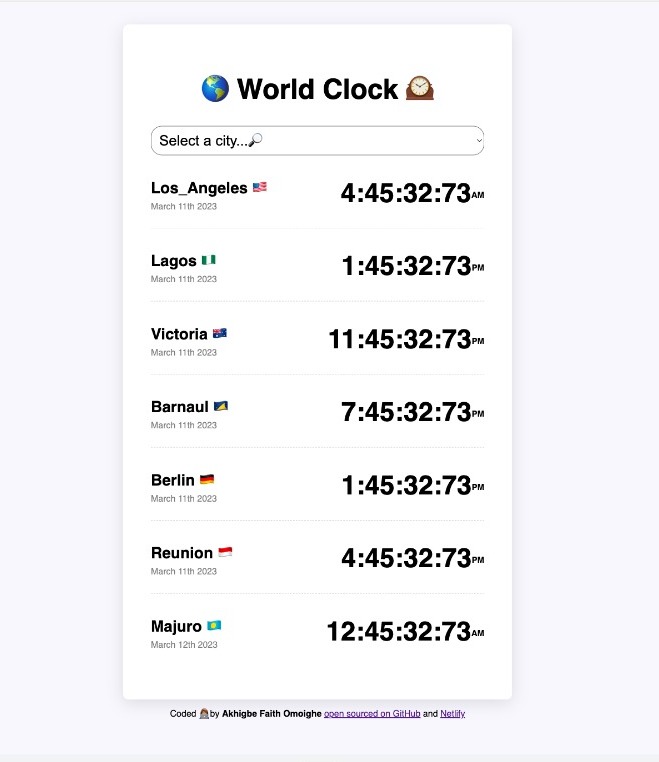 World Clock
Select a city...
Los_Angeles 4:45:32:73AM
March 11th 2023
Lagos 1:45:32:73PM
March 11th 2023
Victoria 11:45:32:73PM
March 11th 2023
Barnaul 7:45:32:73PM
March 11th 2023
Berlin 1:45:32:73PM
March 11th 2023
Reunion 4:45:32:73PM
March 11th 2023
Majuro 12:45:32:73AM
March 12th 2023
Coded by Akhigbe Faith Omoighe open sourced on GitHub and Netlify